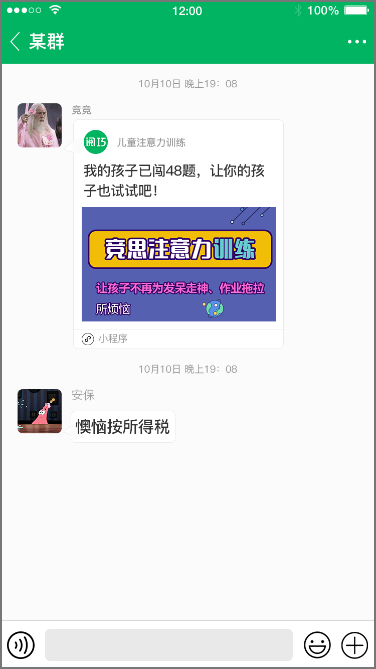 12:00
100%
某群
10月10日 晚上19：08
竞竞
儿童注意力训练
我的孩子已闯48题，让你的孩
子也试试吧！
竞思注意力训练
让孩子不再为发呆走神、作业拖拉
所烦恼
小程序
10月10日 晚上19：08
安保
懊恼按所得税